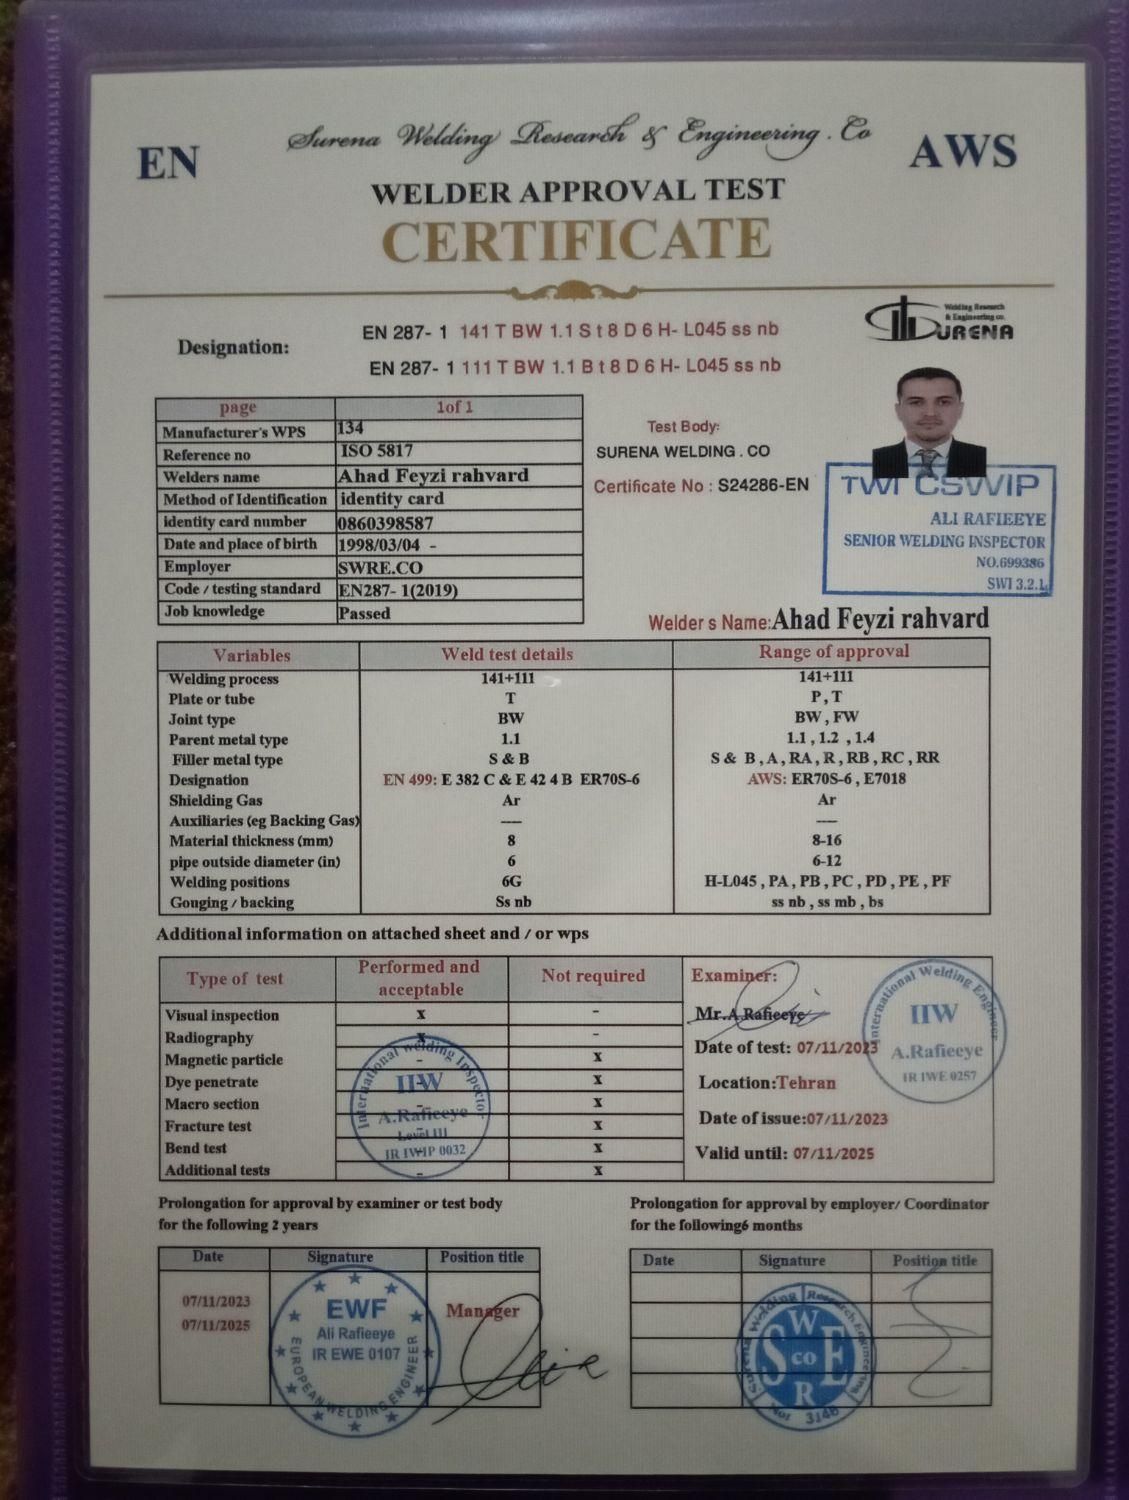 Surena Welding Research & Engineering . Co
EN
AWS
WELDER APPROVAL TEST
CERTIFICATE
Welding Research
& Engineering co.
SURENA
Designation:
EN 287- 1 141 T BW 1.1 S t 8 D 6 H- L045 ss nb
EN 287- 1 111 T BW 1.1 B t 8 D 6 H- L045 ss nb
page 1of 1
Manufacturer's WPS 134
Reference no ISO 5817
Welders name Ahad Feyzi rahvard
Method of Identification identity card
identity card number 0860398587
Date and place of birth 1998/03/04 -
Employer SWRE.CO
Code / testing standard EN287- 1(2019)
Job knowledge Passed
Test Body:
SURENA WELDING . CO
Certificate No : S24286-EN
TWI CSWIP
ALI RAFIEEYE
SENIOR WELDING INSPECTOR
NO.699386
SWI 3.2.1
Welder s Name:Ahad Feyzi rahvard
Variables Weld test details Range of approval
Welding process 141+111 141+111
Plate or tube T P , T
Joint type BW BW , FW
Parent metal type 1.1 1.1 , 1.2 , 1.4
Filler metal type S & B S & B , A , RA , R , RB , RC , RR
Designation EN 499: E 382 C & E 42 4 B ER70S-6 AWS: ER70S-6 , E7018
Shielding Gas Ar Ar
Auxiliaries (eg Backing Gas) ---- ----
Material thickness (mm) 8 8-16
pipe outside diameter (in) 6 6-12
Welding positions 6G H-L045 , PA , PB , PC , PD , PE , PF
Gouging / backing Ss nb ss nb , ss mb , bs
Additional information on attached sheet and / or wps
Type of test Performed and acceptable Not required
Visual inspection x -
Radiography x -
Magnetic particle - x
Dye penetrate - x
Macro section - x
Fracture test - x
Bend test - x
Additional tests - x
International welding Inspector
IIW
A.Rafieeye
Level III
IR IWIP 0032
Examiner:
Mr.A.Rafieeye
Date of test: 07/11/2023
Location:Tehran
Date of issue:07/11/2023
Valid until: 07/11/2025
International Welding Engineer
IIW
A.Rafieeye
IR IWE 0257
Prolongation for approval by examiner or test body
for the following 2 years
Date Signature Position title
07/11/2023
07/11/2025
Manager
EWF
Ali Rafieeye
IR EWE 0107
EUROPEAN WELDING ENGINEER
Prolongation for approval by employer/ Coordinator
for the following6 months
Date Signature Position title
Surena Welding Research Engineering
SWRE co
3148